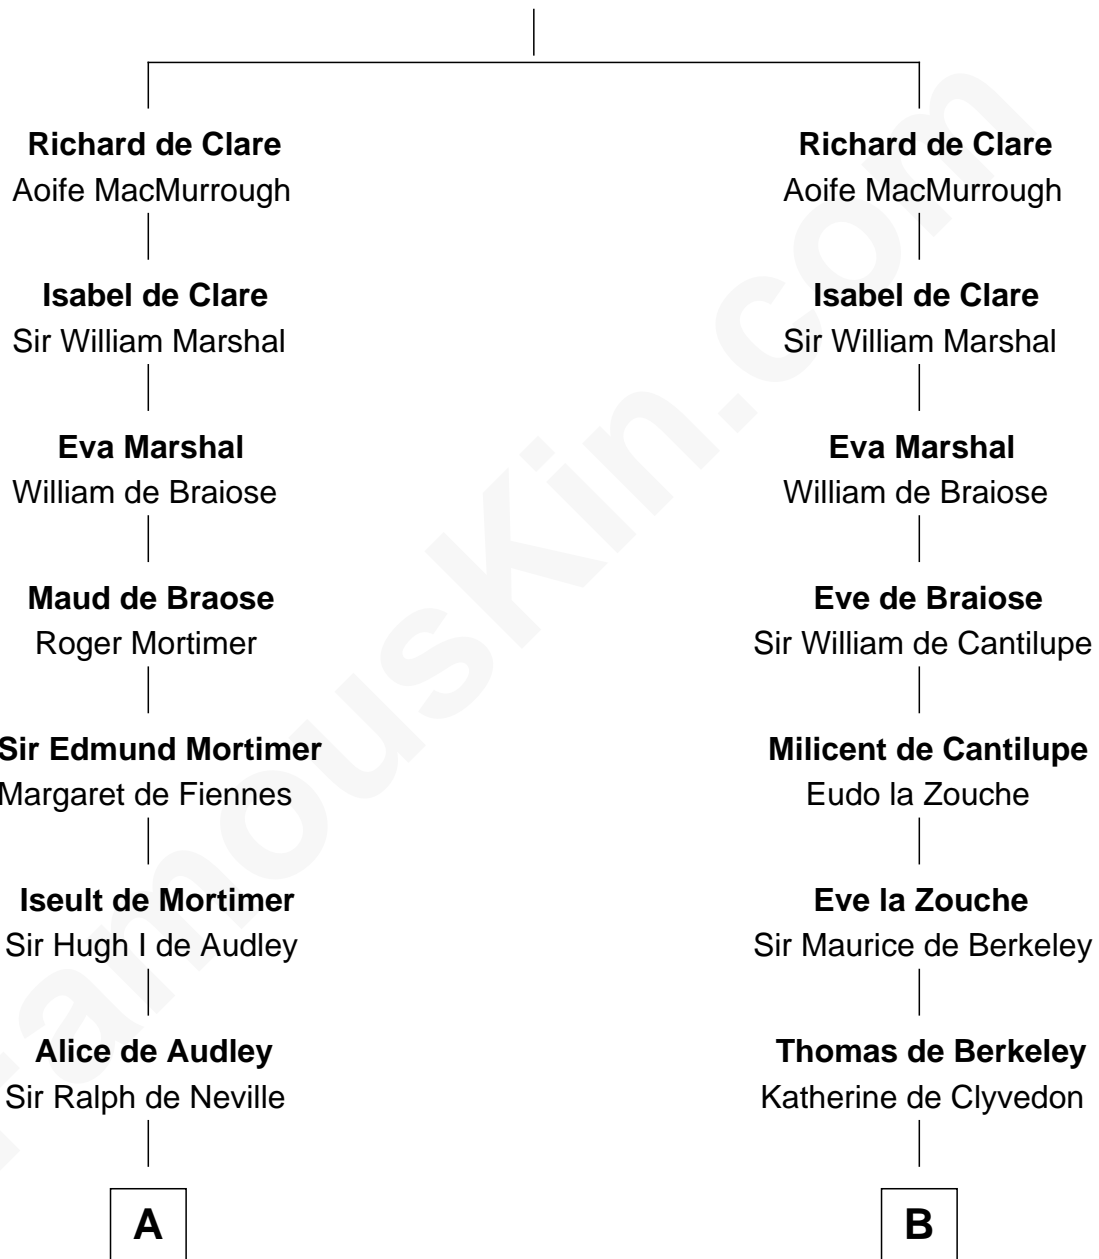 Richard de Clare
Aoife MacMurrough
Isabel de Clare
Sir William Marshal
Eva Marshal
William de Braiose
Maud de Braose
Roger Mortimer
Sir Edmund Mortimer
Margaret de Fiennes
Iseult de Mortimer
Sir Hugh I de Audley
Alice de Audley
Sir Ralph de Neville
A
Richard de Clare
Aoife MacMurrough
Isabel de Clare
Sir William Marshal
Eva Marshal
William de Braiose
Eve de Braiose
Sir William de Cantilupe
Milicent de Cantilupe
Eudo la Zouche
Eve la Zouche
Sir Maurice de Berkeley
Thomas de Berkeley
Katherine de Clyvedon
B
FamousKin.com